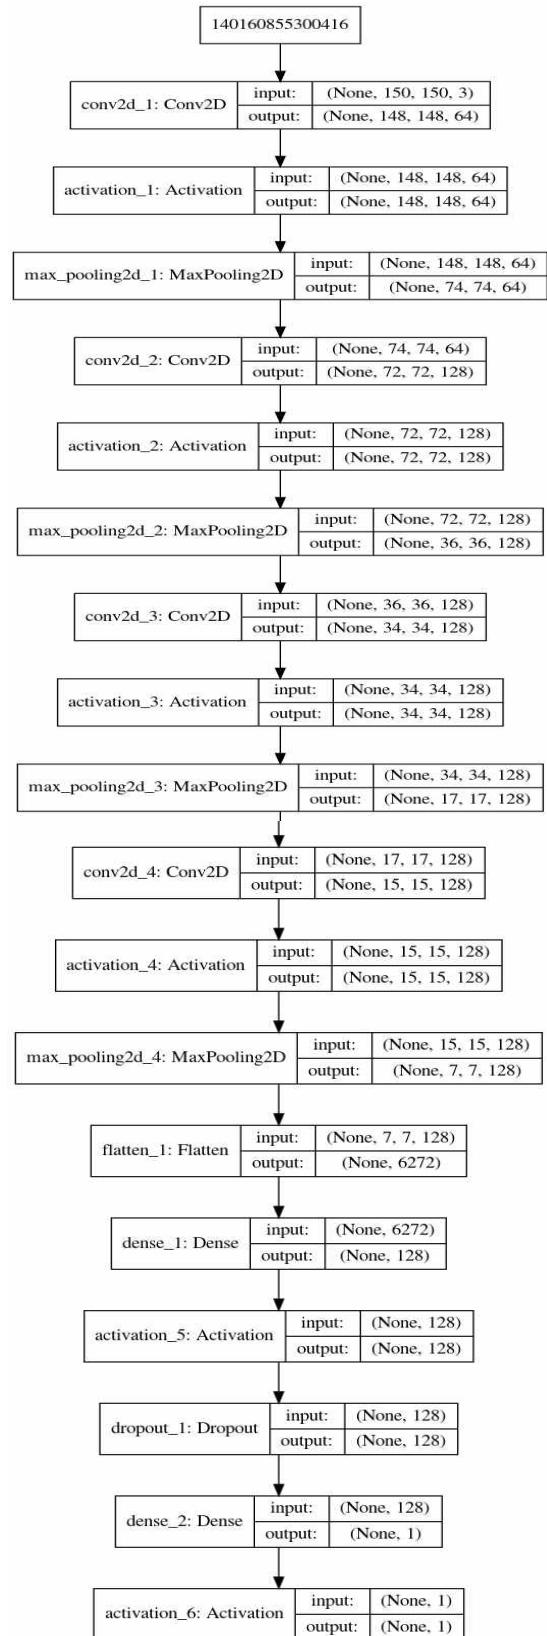 140160855300416
conv2d_1: Conv2D
input: (None, 150, 150, 3)
output: (None, 148, 148, 64)
activation_1: Activation
input: (None, 148, 148, 64)
output: (None, 148, 148, 64)
max_pooling2d_1: MaxPooling2D
input: (None, 148, 148, 64)
output: (None, 74, 74, 64)
conv2d_2: Conv2D
input: (None, 74, 74, 64)
output: (None, 72, 72, 128)
activation_2: Activation
input: (None, 72, 72, 128)
output: (None, 72, 72, 128)
max_pooling2d_2: MaxPooling2D
input: (None, 72, 72, 128)
output: (None, 36, 36, 128)
conv2d_3: Conv2D
input: (None, 36, 36, 128)
output: (None, 34, 34, 128)
activation_3: Activation
input: (None, 34, 34, 128)
output: (None, 34, 34, 128)
max_pooling2d_3: MaxPooling2D
input: (None, 34, 34, 128)
output: (None, 17, 17, 128)
conv2d_4: Conv2D
input: (None, 17, 17, 128)
output: (None, 15, 15, 128)
activation_4: Activation
input: (None, 15, 15, 128)
output: (None, 15, 15, 128)
max_pooling2d_4: MaxPooling2D
input: (None, 15, 15, 128)
output: (None, 7, 7, 128)
flatten_1: Flatten
input: (None, 7, 7, 128)
output: (None, 6272)
dense_1: Dense
input: (None, 6272)
output: (None, 128)
activation_5: Activation
input: (None, 128)
output: (None, 128)
dropout_1: Dropout
input: (None, 128)
output: (None, 128)
dense_2: Dense
input: (None, 128)
output: (None, 1)
activation_6: Activation
input: (None, 1)
output: (None, 1)